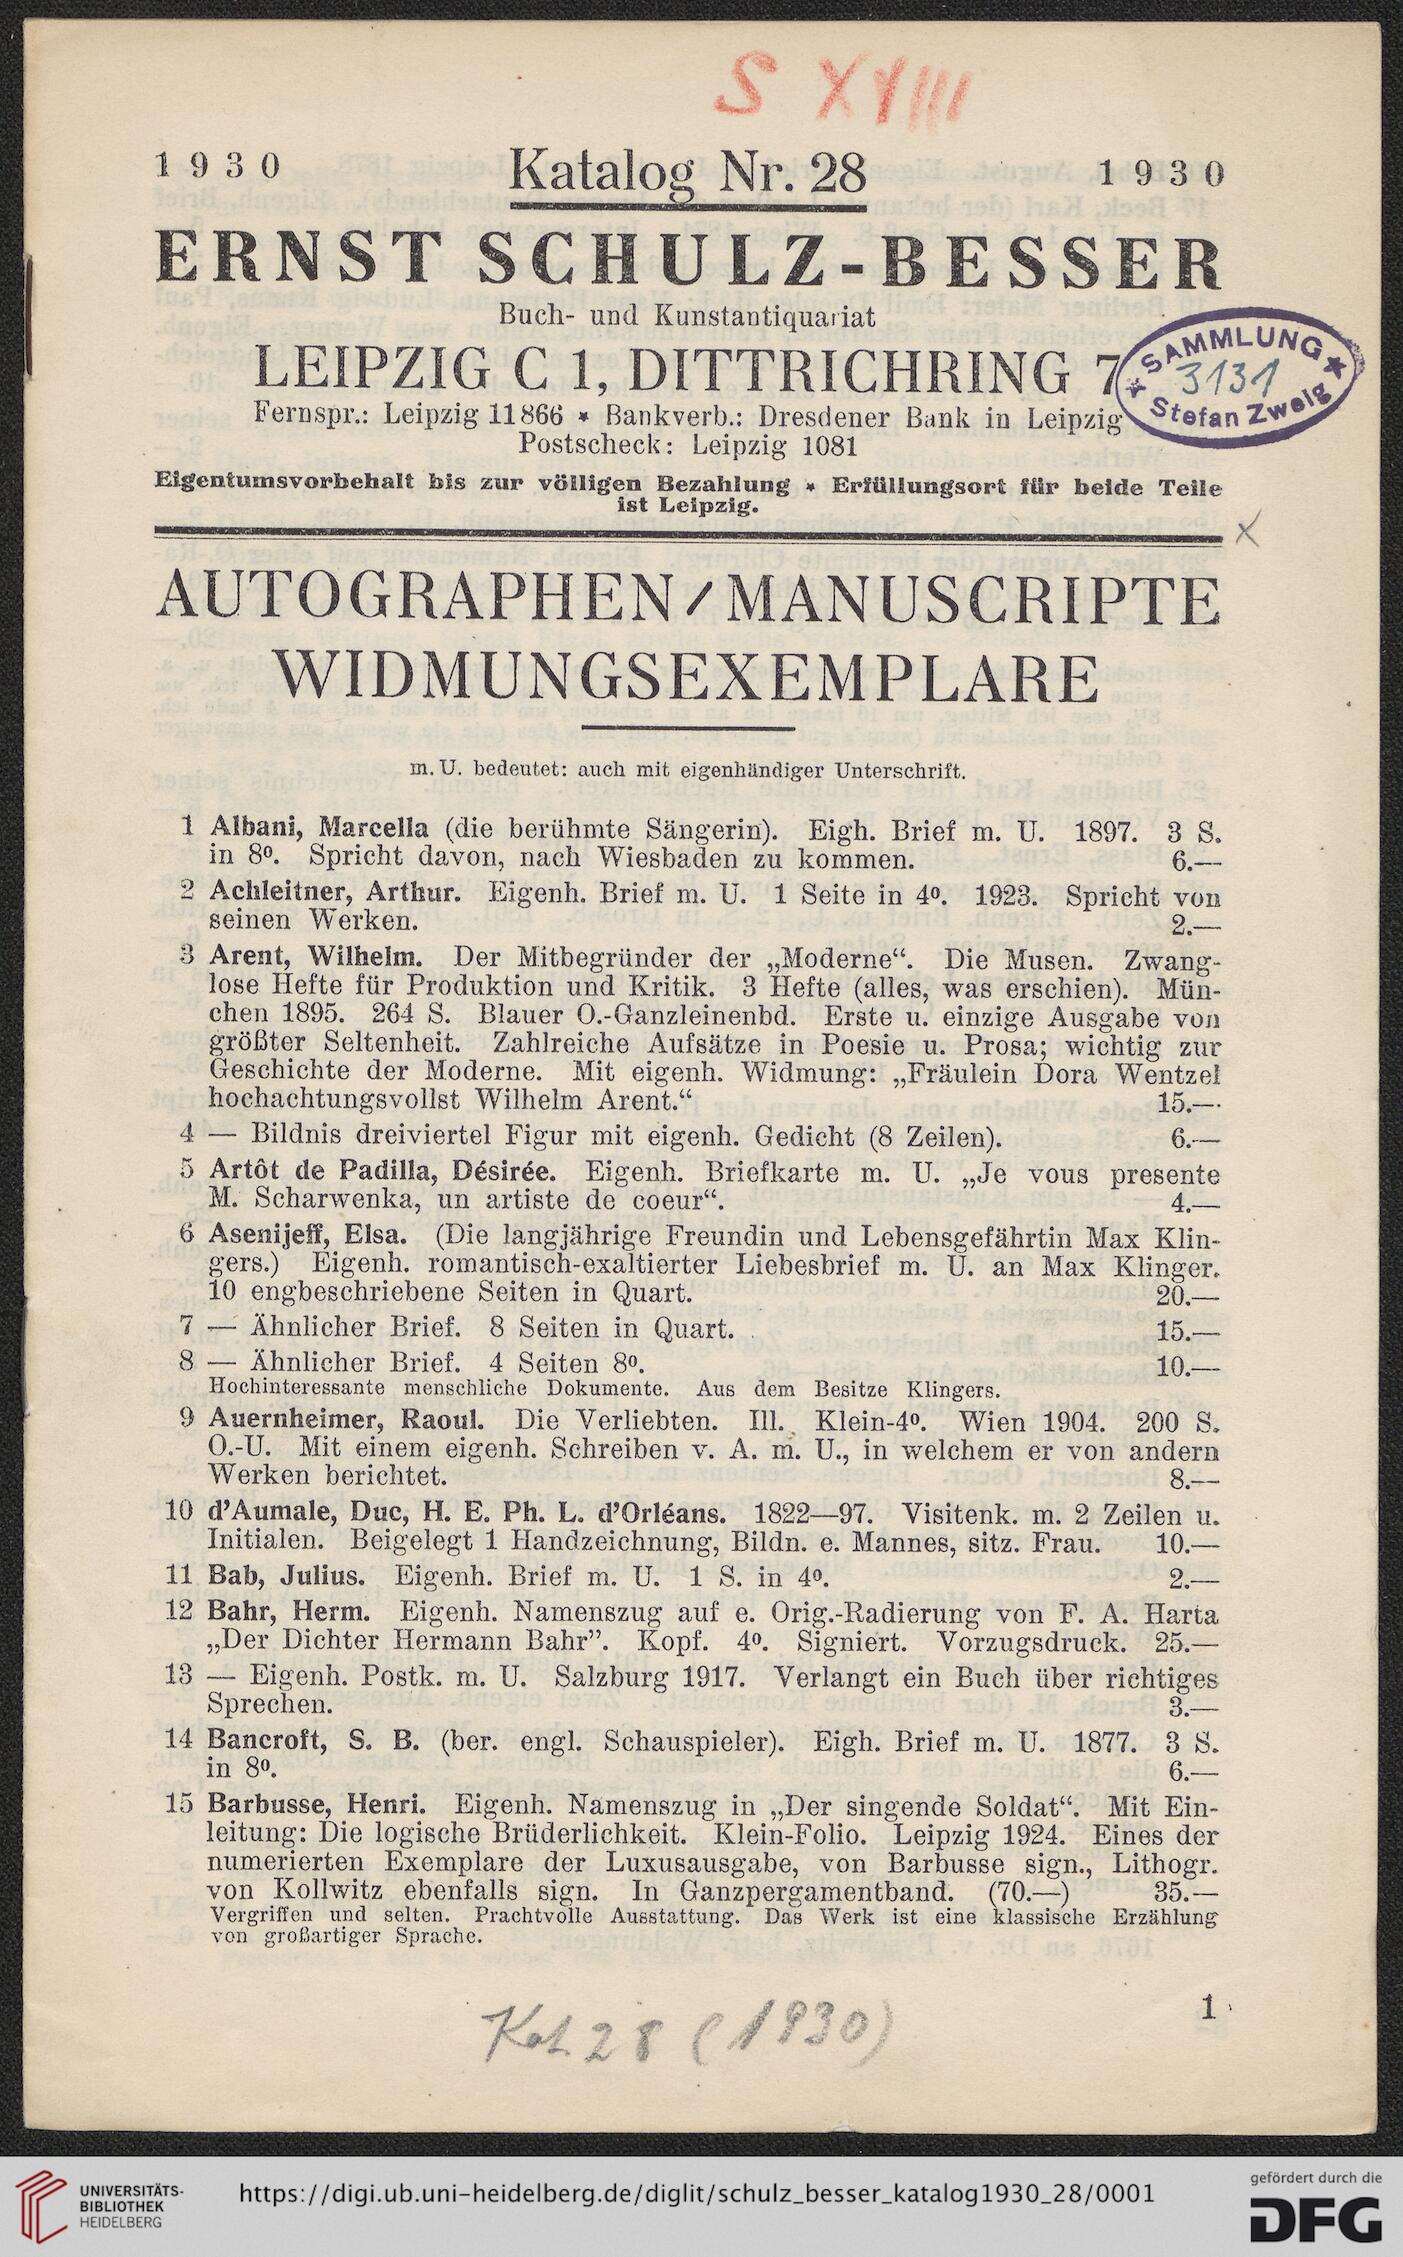 S XVIII
1930 Katalog Nr. 28 1930
ERNST SCHULZ-BESSER
Buch- und Kunstantiquariat
LEIPZIG C 1, DITTRICHRING 7
SAMMLUNG
3131
Stefan Zweig
Fernspr.: Leipzig 11866 * Bankverb.: Dresdener Bank in Leipzig
Postscheck: Leipzig 1081
Eigentumsvorbehalt bis zur völligen Bezahlung * Erfüllungsort für beide Teile
ist Leipzig.
AUTOGRAPHEN/MANUSCRIPTE
WIDMUNGSEXEMPLARE
m. U. bedeutet: auch mit eigenhändiger Unterschrift.
1 Albani, Marcella (die berühmte Sängerin). Eigh. Brief m. U. 1897. 3 S.
in 8º. Spricht davon, nach Wiesbaden zu kommen. 6.—
2 Achleitner, Arthur. Eigenh. Brief m. U. 1 Seite in 4º. 1923. Spricht von
seinen Werken. 2.—
3 Arent, Wilhelm. Der Mitbegründer der „Moderne“. Die Musen. Zwang-
lose Hefte für Produktion und Kritik. 3 Hefte (alles, was erschien). Mün-
chen 1895. 264 S. Blauer O.-Ganzleinenbd. Erste u. einzige Ausgabe von
größter Seltenheit. Zahlreiche Aufsätze in Poesie u. Prosa; wichtig zur
Geschichte der Moderne. Mit eigenh. Widmung: „Fräulein Dora Wentzel
hochachtungsvollst Wilhelm Arent.“ 15.—
4 — Bildnis dreiviertel Figur mit eigenh. Gedicht (8 Zeilen). 6.—
5 Artôt de Padilla, Désirée. Eigenh. Briefkarte m. U. „Je vous presente
M. Scharwenka, un artiste de coeur“. 4.—
6 Asenijeff, Elsa. (Die langjährige Freundin und Lebensgefährtin Max Klin-
gers.) Eigenh. romantisch-exaltierter Liebesbrief m. U. an Max Klinger.
10 engbeschriebene Seiten in Quart. 20.—
7 — Ähnlicher Brief. 8 Seiten in Quart. 15.—
8 — Ähnlicher Brief. 4 Seiten 8º. 10.—
Hochinteressante menschliche Dokumente. Aus dem Besitze Klingers.
9 Auernheimer, Raoul. Die Verliebten. Ill. Klein-4º. Wien 1904. 200 S.
O.-U. Mit einem eigenh. Schreiben v. A. m. U., in welchem er von andern
Werken berichtet. 8.—
10 d’Aumale, Duc, H. E. Ph. L. d’Orléans. 1822—97. Visitenk. m. 2 Zeilen u.
Initialen. Beigelegt 1 Handzeichnung, Bildn. e. Mannes, sitz. Frau. 10.—
11 Bab, Julius. Eigenh. Brief m. U. 1 S. in 4º. 2.—
12 Bahr, Herm. Eigenh. Namenszug auf e. Orig.-Radierung von F. A. Harta
„Der Dichter Hermann Bahr”. Kopf. 4º. Signiert. Vorzugsdruck. 25.—
13 — Eigenh. Postk. m. U. Salzburg 1917. Verlangt ein Buch über richtiges
Sprechen. 3.—
14 Bancroft, S. B. (ber. engl. Schauspieler). Eigh. Brief m. U. 1877. 3 S.
in 8º. 6.—
15 Barbusse, Henri. Eigenh. Namenszug in „Der singende Soldat“. Mit Ein-
leitung: Die logische Brüderlichkeit. Klein-Folio. Leipzig 1924. Eines der
numerierten Exemplare der Luxusausgabe, von Barbusse sign., Lithogr.
von Kollwitz ebenfalls sign. In Ganzpergamentband. (70.—) 35.—
Vergriffen und selten. Prachtvolle Ausstattung. Das Werk ist eine klassische Erzählung
von großartiger Sprache.
1
Kat 28 (1930)
UNIVERSITÄTS-
BIBLIOTHEK
HEIDELBERG
https://digi.ub.uni-heidelberg.de/diglit/schulz_besser_katalog1930_28/0001
gefördert durch die
DFG